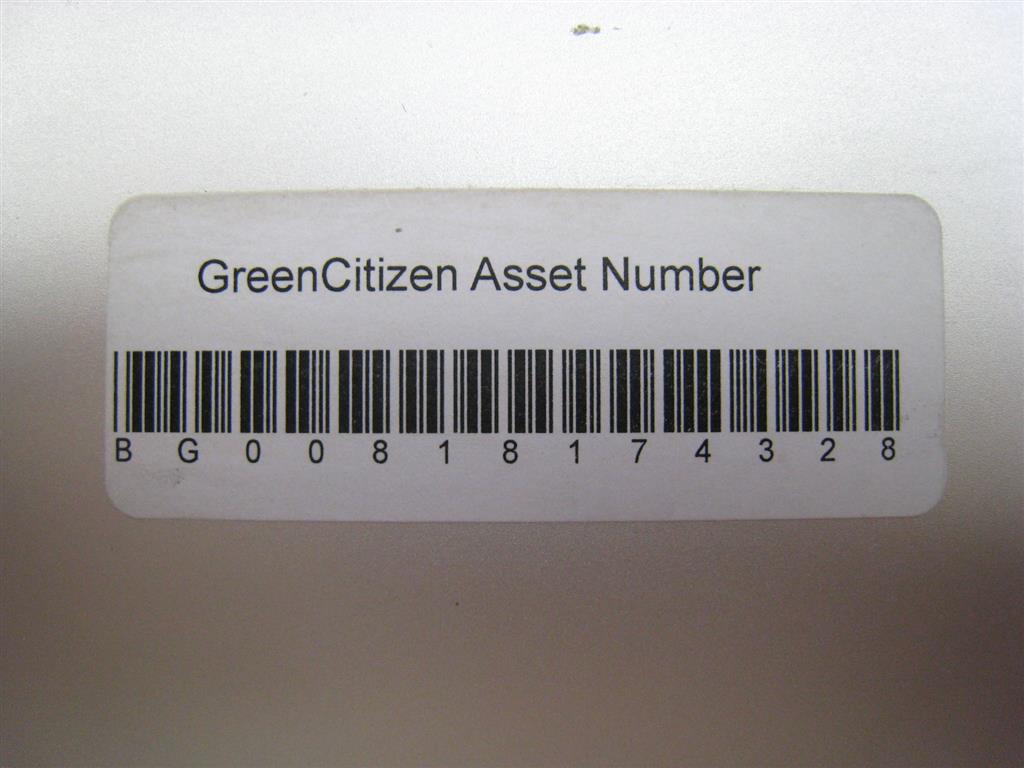 GreenCitizen Asset Number
B G 0 0 8 1 8 1 7 4 3 2 8